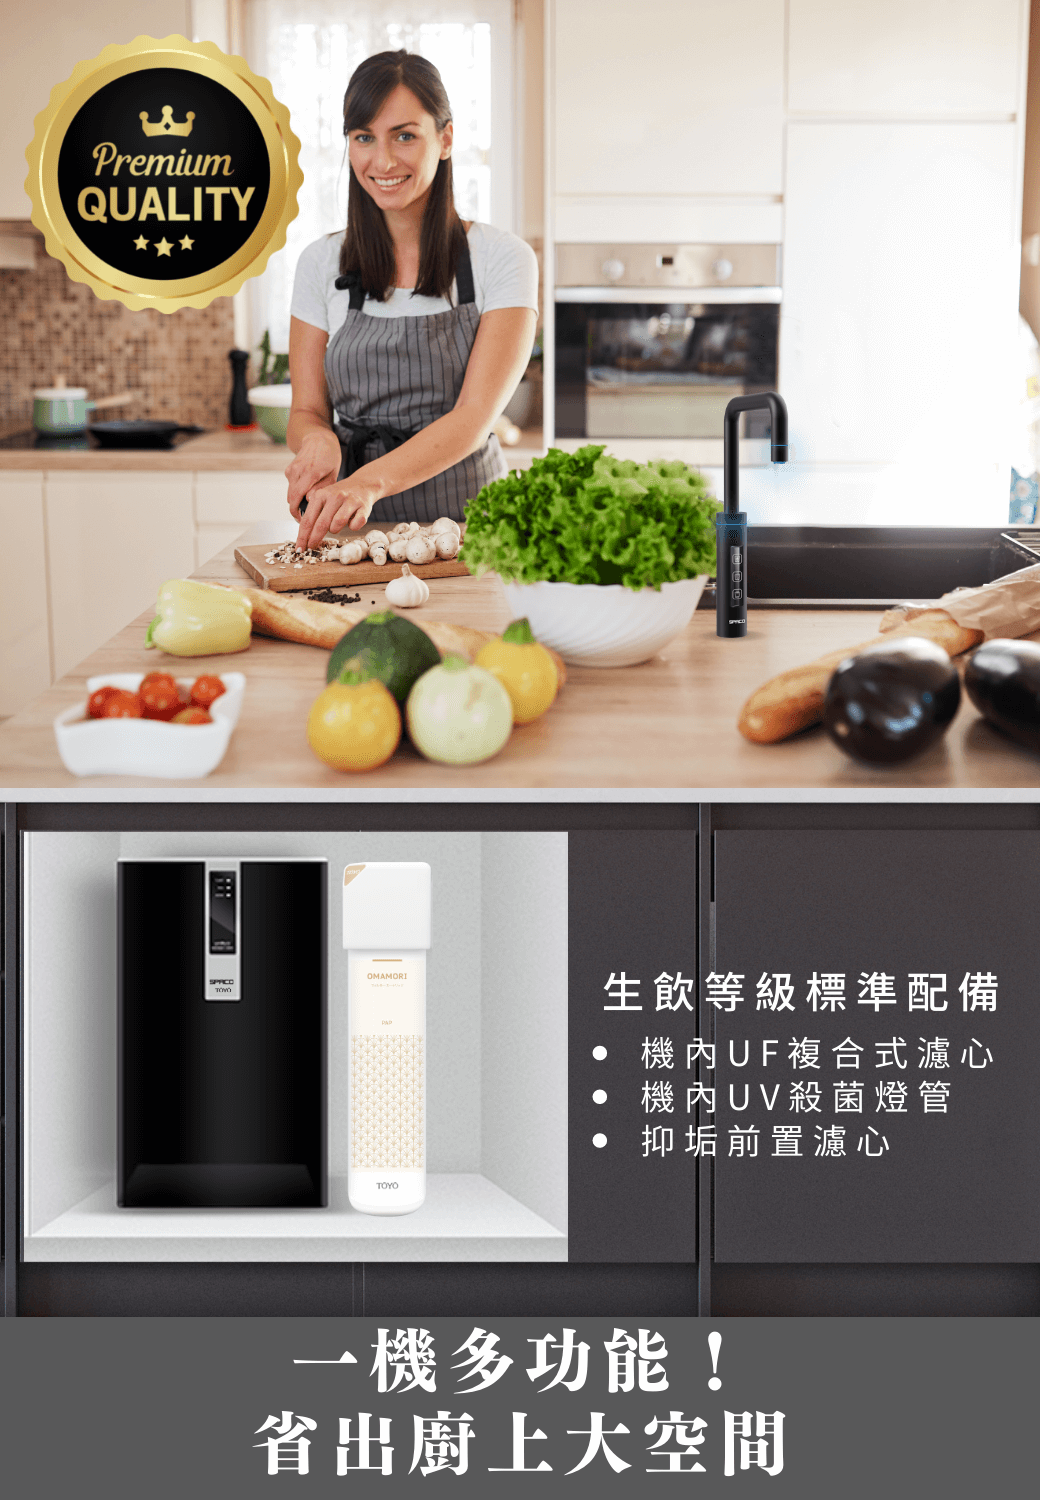 Premium
QUALITY
SPACO
SPACO
TOYO
OMAMORI
P&P
TOYO
生飲等級標準配備
• 機內UF複合式濾心
• 機內UV殺菌燈管
• 抑垢前置濾心
一機多功能！
省出廚上大空間